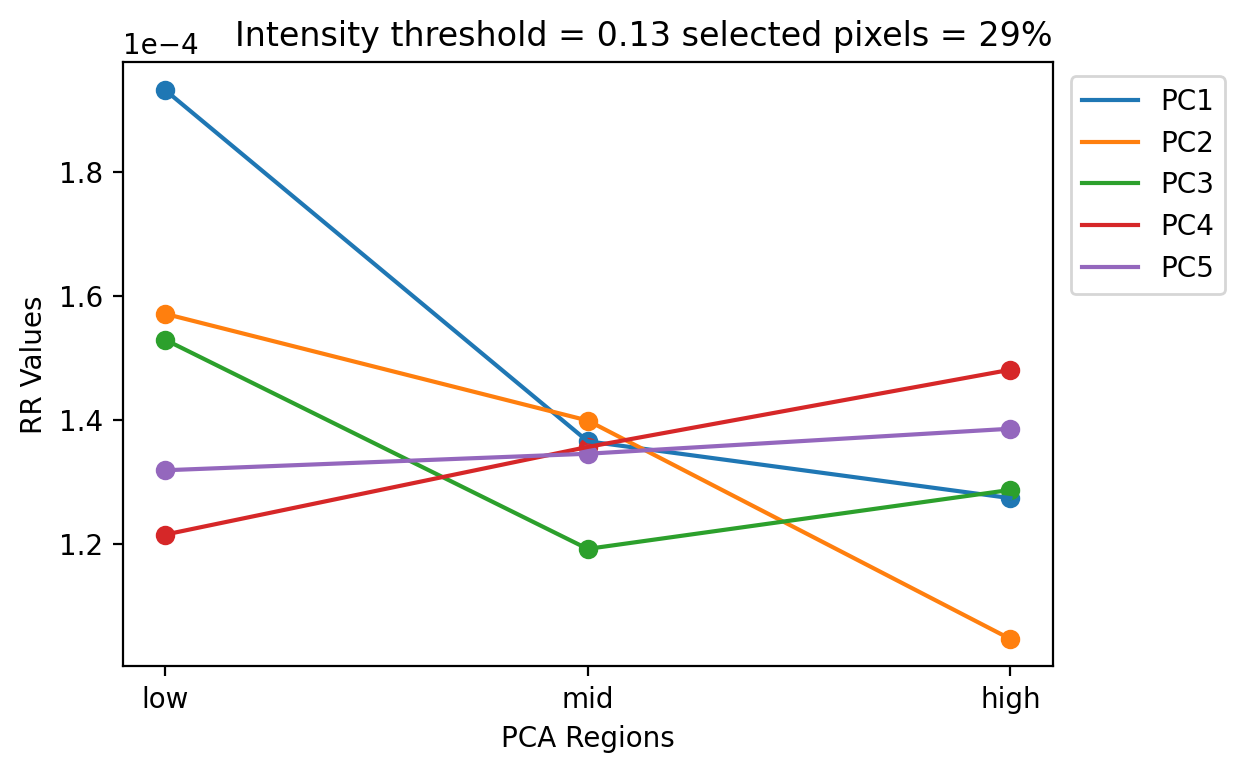 Intensity threshold = 0.13 selected pixels = 29%
1e−4
1.8
1.6
1.4
1.2
RR Values
low
mid
high
PCA Regions
PC1
PC2
PC3
PC4
PC5